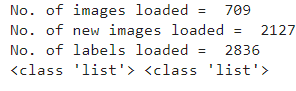 No. of images loaded =  709
No. of new images loaded =  2127
No. of labels loaded =  2836
<class 'list'> <class 'list'>